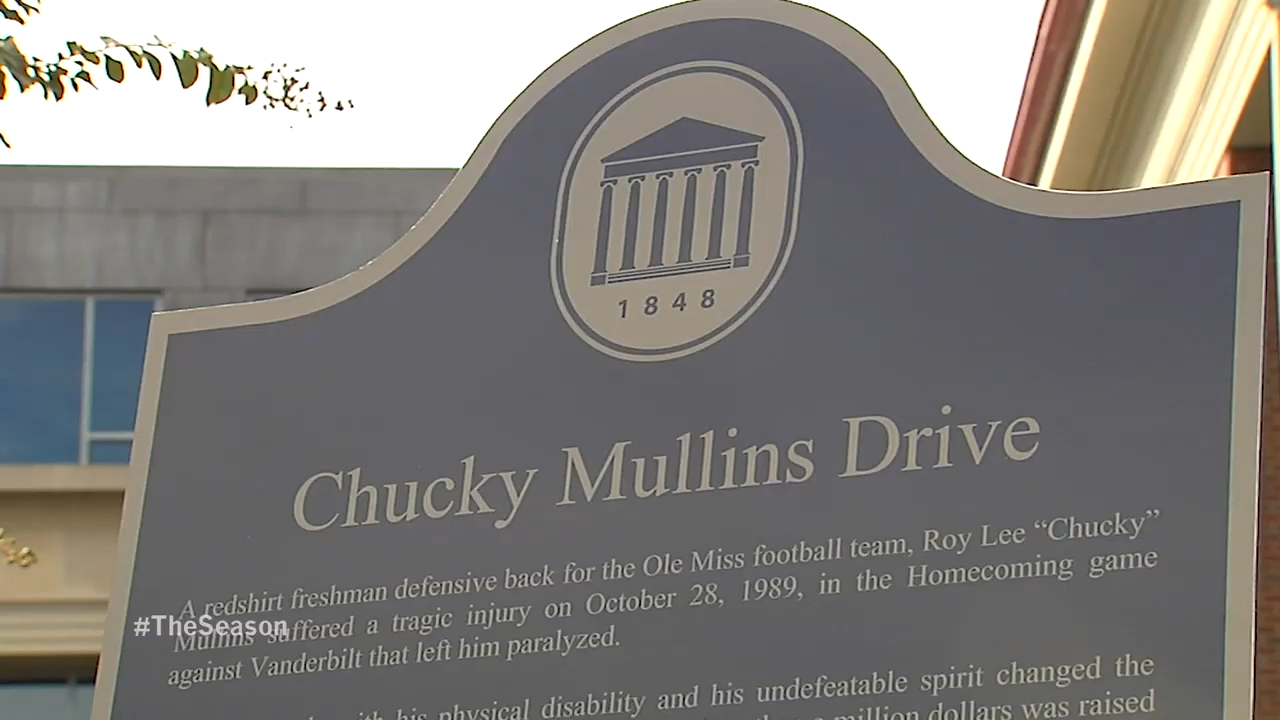 1848
Chucky Mullins Drive
A redshirt freshman defensive back for the Ole Miss football team, Roy Lee “Chucky”
Mullins suffered a tragic injury on October 28, 1989, in the Homecoming game
against Vanderbilt that left him paralyzed.
#TheSeason
with his physical disability and his undefeatable spirit changed the
million dollars was raised